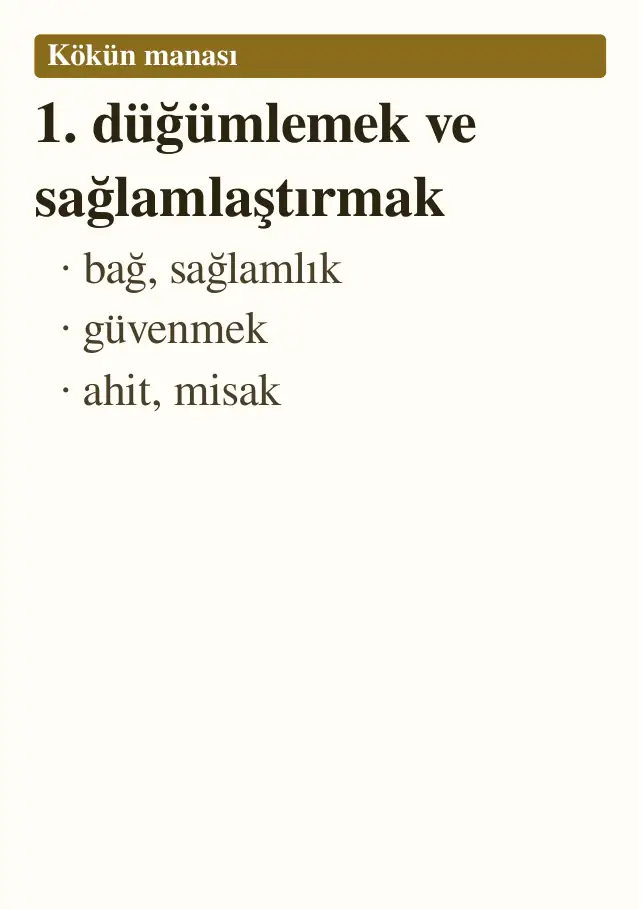 Kökün manası
1. düğümlemek ve
sağlamlaştırmak
· bağ, sağlamlık
· güvenmek
· ahit, misak